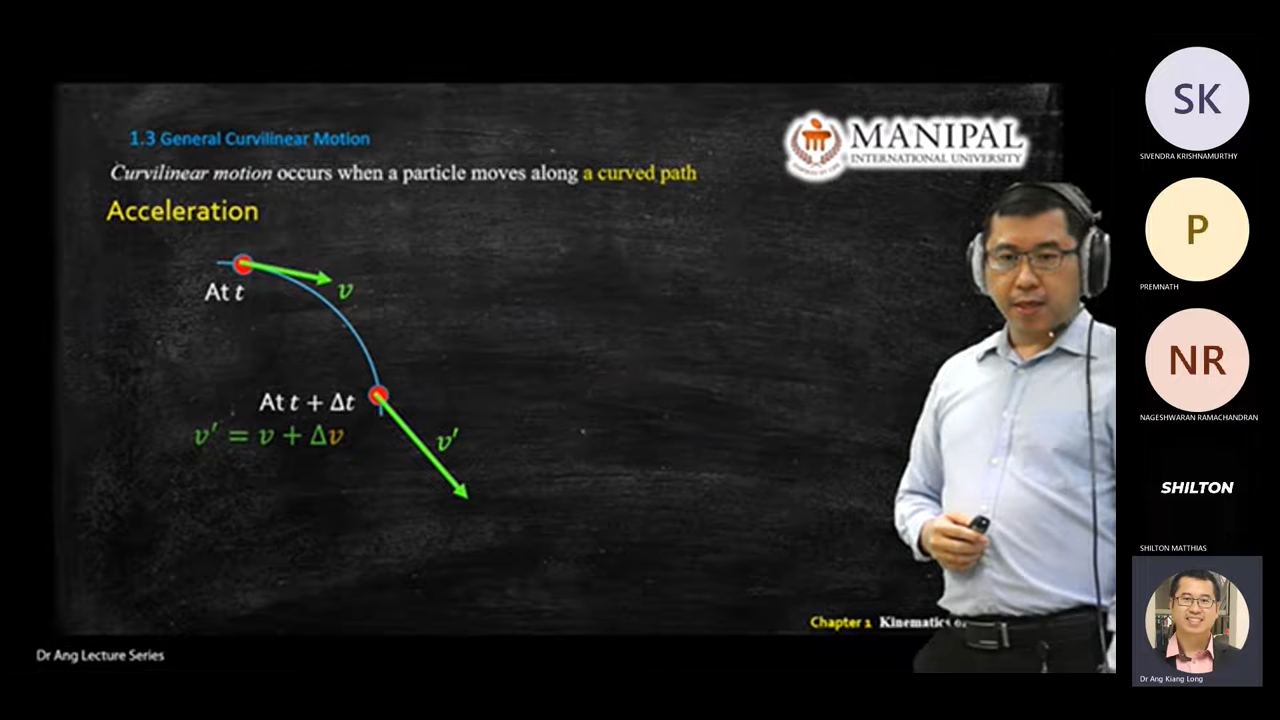 1.3 General Curvilinear Motion
Curvilinear motion occurs when a particle moves along a curved path
Acceleration
At t
v
At t + Δt
v' = v + Δv
v'
MANIPAL
INTERNATIONAL UNIVERSITY
Chapter 1 Kinematics
Dr Ang Lecture Series
SK
SIVENDRA KRISHNAMURTHY
P
PREMNATH
NR
NAGESHWARAN RAMACHANDRAN
SHILTON
SHILTON MATTHIAS
Dr Ang Kiang Long